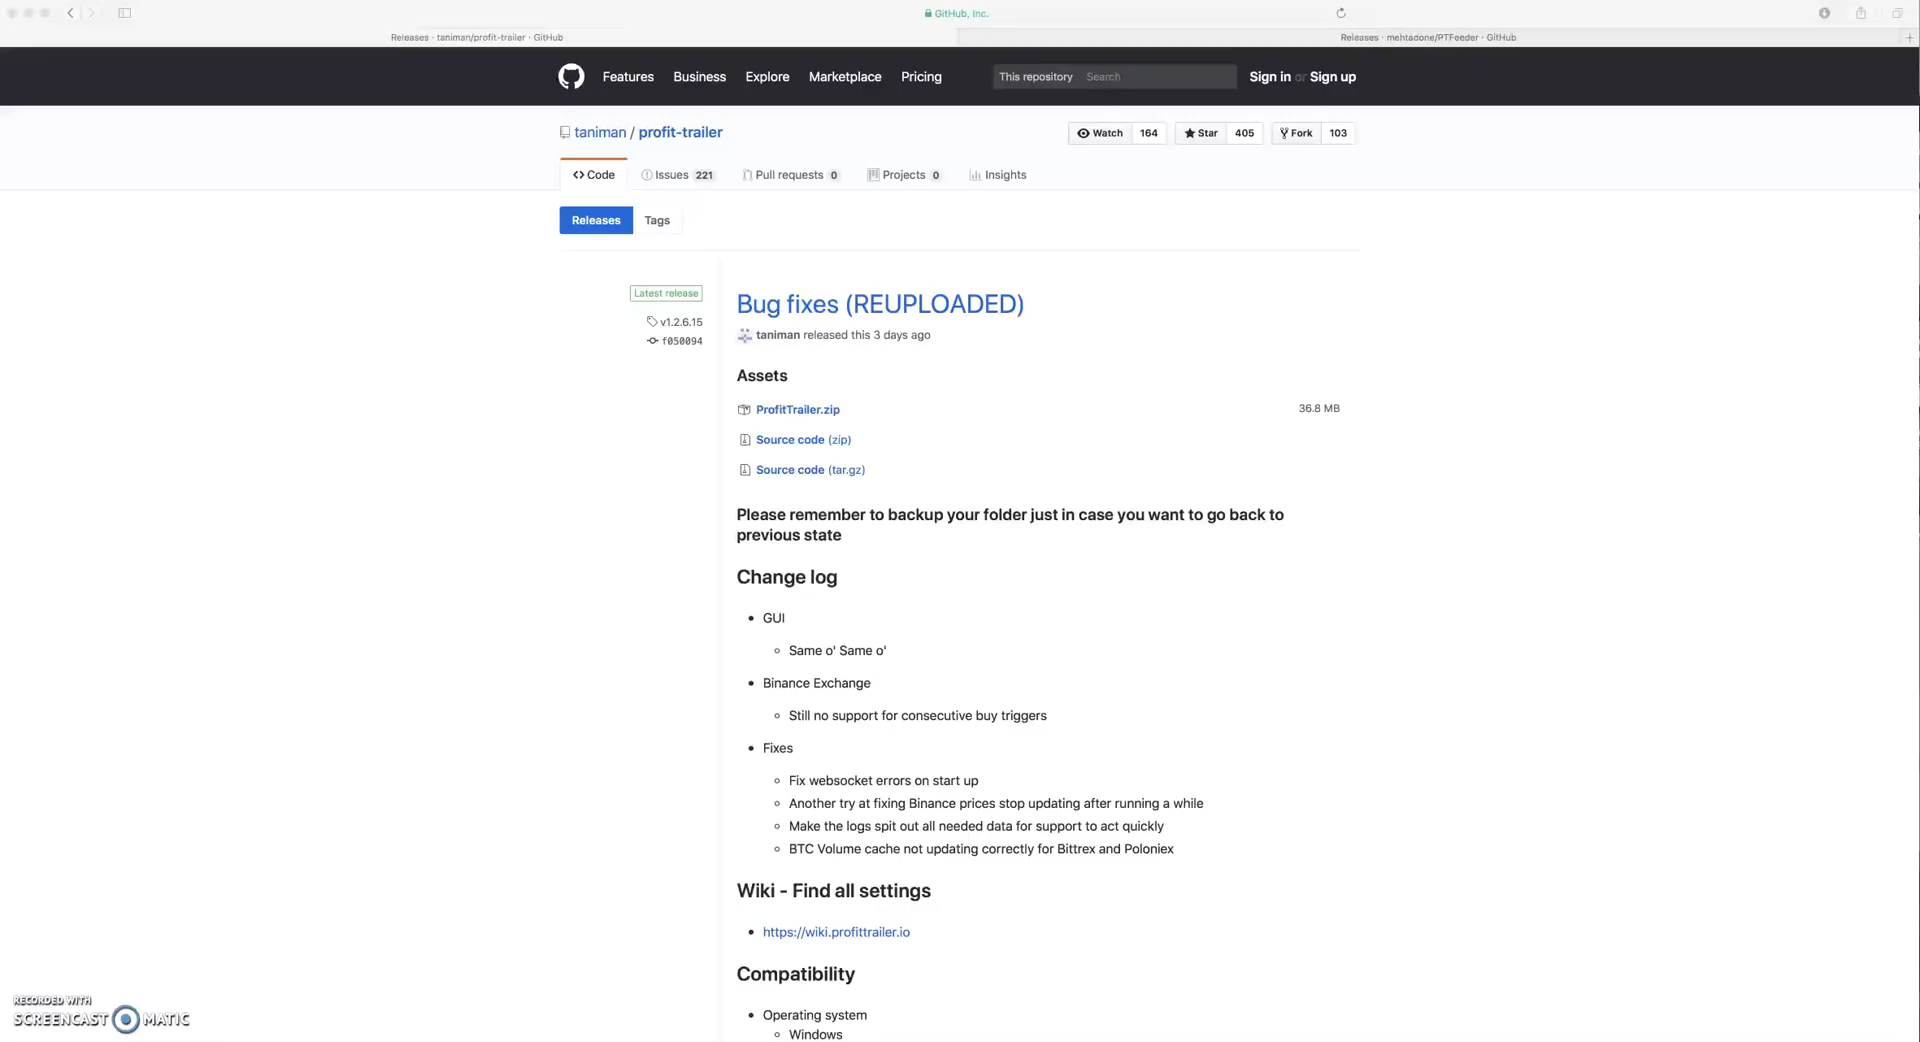 GitHub, Inc.
Releases · taniman/profit-trailer · GitHub
Releases · mehtadone/PTFeeder · GitHub
Features Business Explore Marketplace Pricing
This repository Search
Sign in or Sign up
taniman / profit-trailer
Watch 164
Star 405
Fork 103
Code
Issues 221
Pull requests 0
Projects 0
Insights
Releases
Tags
Latest release
v1.2.6.15
f050094
Bug fixes (REUPLOADED)
taniman released this 3 days ago
Assets
ProfitTrailer.zip 36.8 MB
Source code (zip)
Source code (tar.gz)
Please remember to backup your folder just in case you want to go back to
previous state
Change log
GUI
Same o' Same o'
Binance Exchange
Still no support for consecutive buy triggers
Fixes
Fix websocket errors on start up
Another try at fixing Binance prices stop updating after running a while
Make the logs spit out all needed data for support to act quickly
BTC Volume cache not updating correctly for Bittrex and Poloniex
Wiki - Find all settings
https://wiki.profittrailer.io
Compatibility
Operating system
Windows
RECORDED WITH
SCREENCAST MATIC